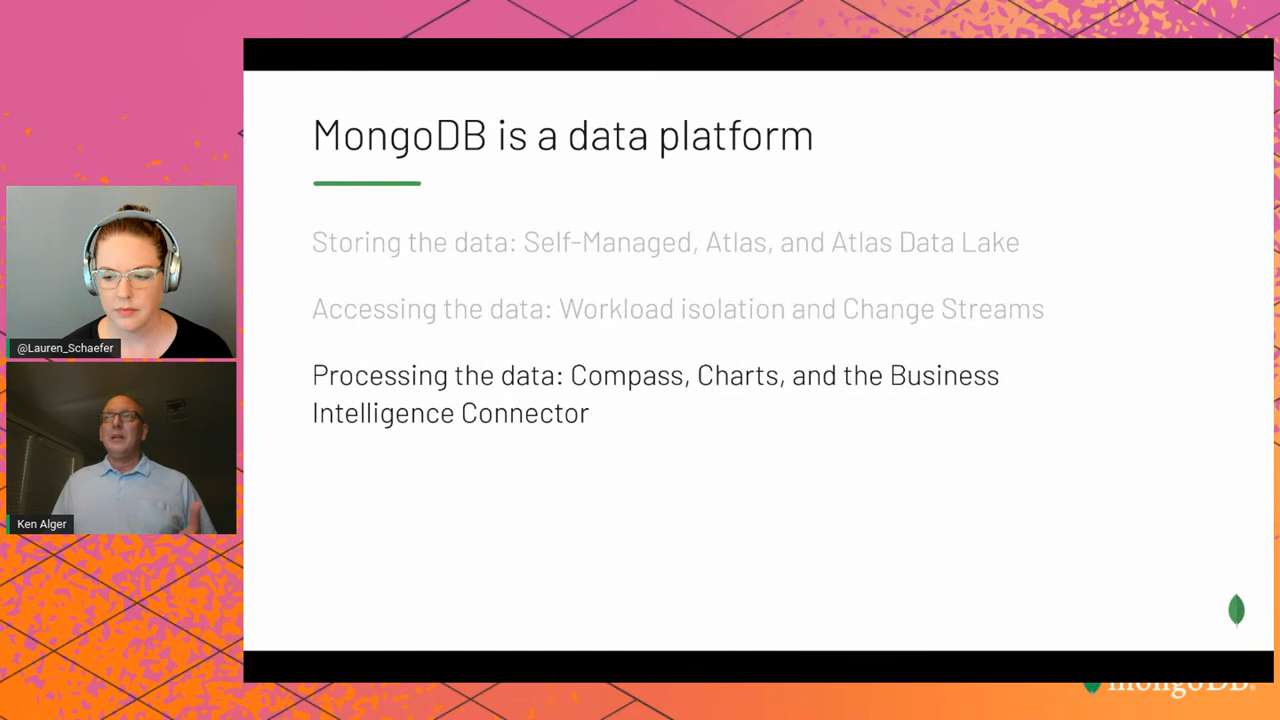 MongoDB is a data platform
Storing the data: Self-Managed, Atlas, and Atlas Data Lake
Accessing the data: Workload isolation and Change Streams
Processing the data: Compass, Charts, and the Business
Intelligence Connector
@Lauren_Schaefer
Ken Alger
mongoDB.